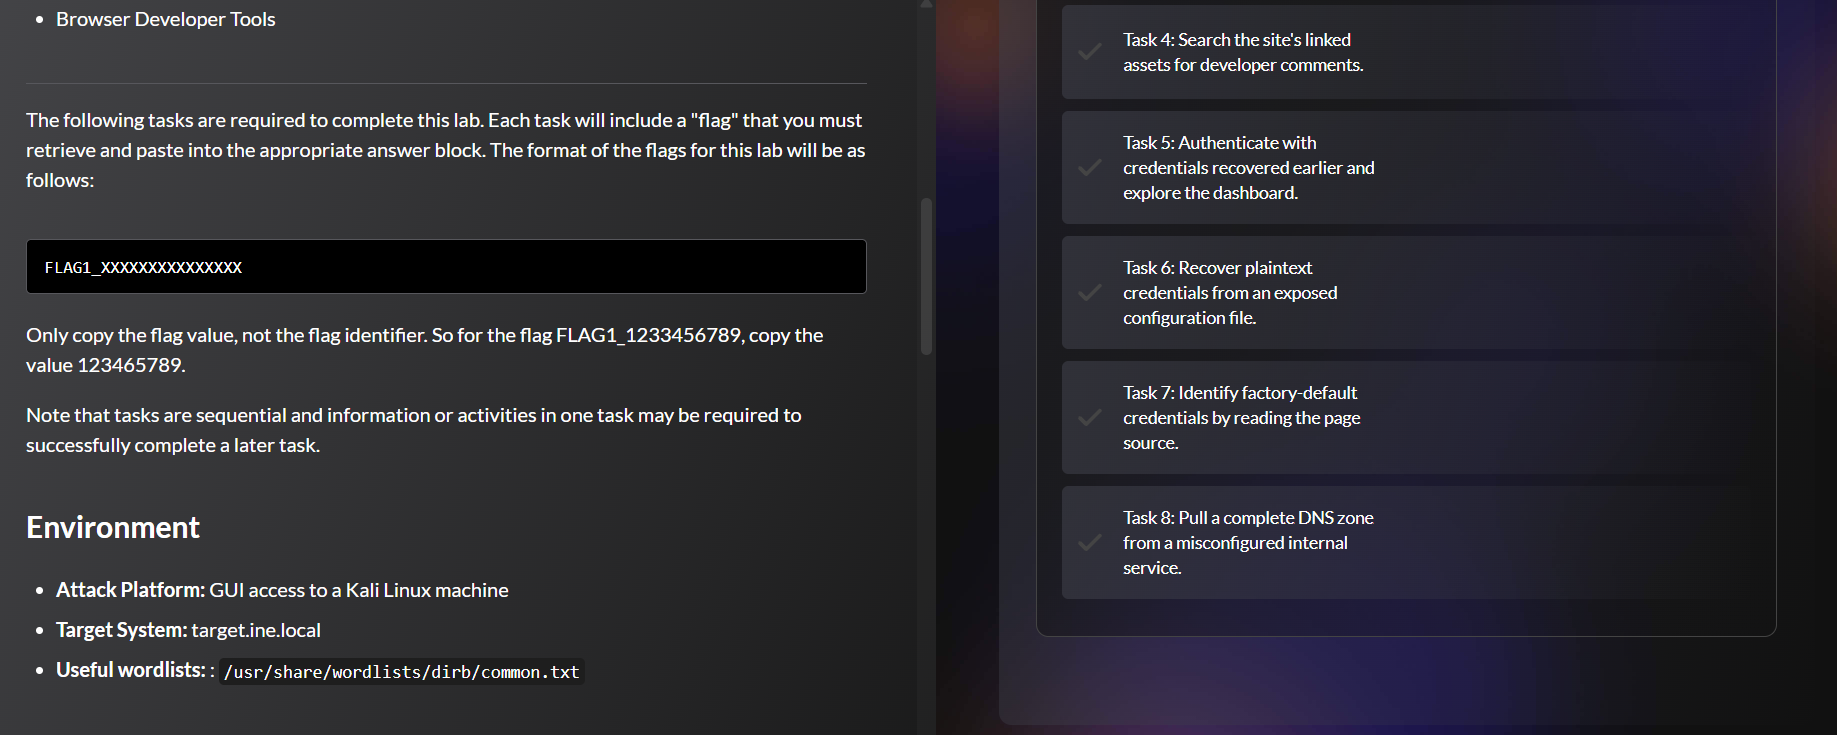 Browser Developer Tools
The following tasks are required to complete this lab. Each task will include a "flag" that you must
retrieve and paste into the appropriate answer block. The format of the flags for this lab will be as
follows:
FLAG1_XXXXXXXXXXXXXXX
Only copy the flag value, not the flag identifier. So for the flag FLAG1_1233456789, copy the
value 123465789.
Note that tasks are sequential and information or activities in one task may be required to
successfully complete a later task.
Environment
Attack Platform: GUI access to a Kali Linux machine
Target System: target.ine.local
Useful wordlists: : /usr/share/wordlists/dirb/common.txt
Task 4: Search the site's linked
assets for developer comments.
Task 5: Authenticate with
credentials recovered earlier and
explore the dashboard.
Task 6: Recover plaintext
credentials from an exposed
configuration file.
Task 7: Identify factory-default
credentials by reading the page
source.
Task 8: Pull a complete DNS zone
from a misconfigured internal
service.